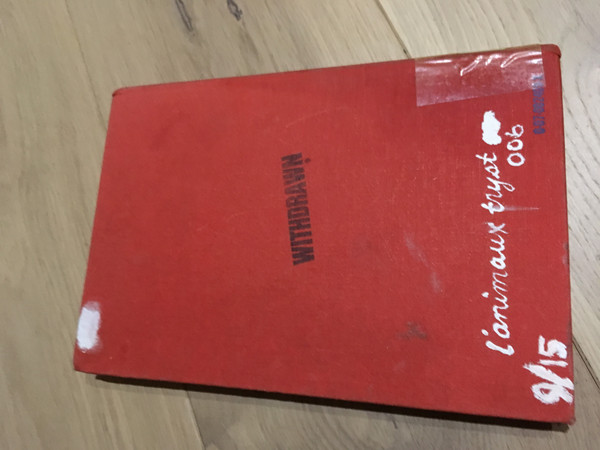 WITHDRAWN
l'animaux tryst
006
9/15